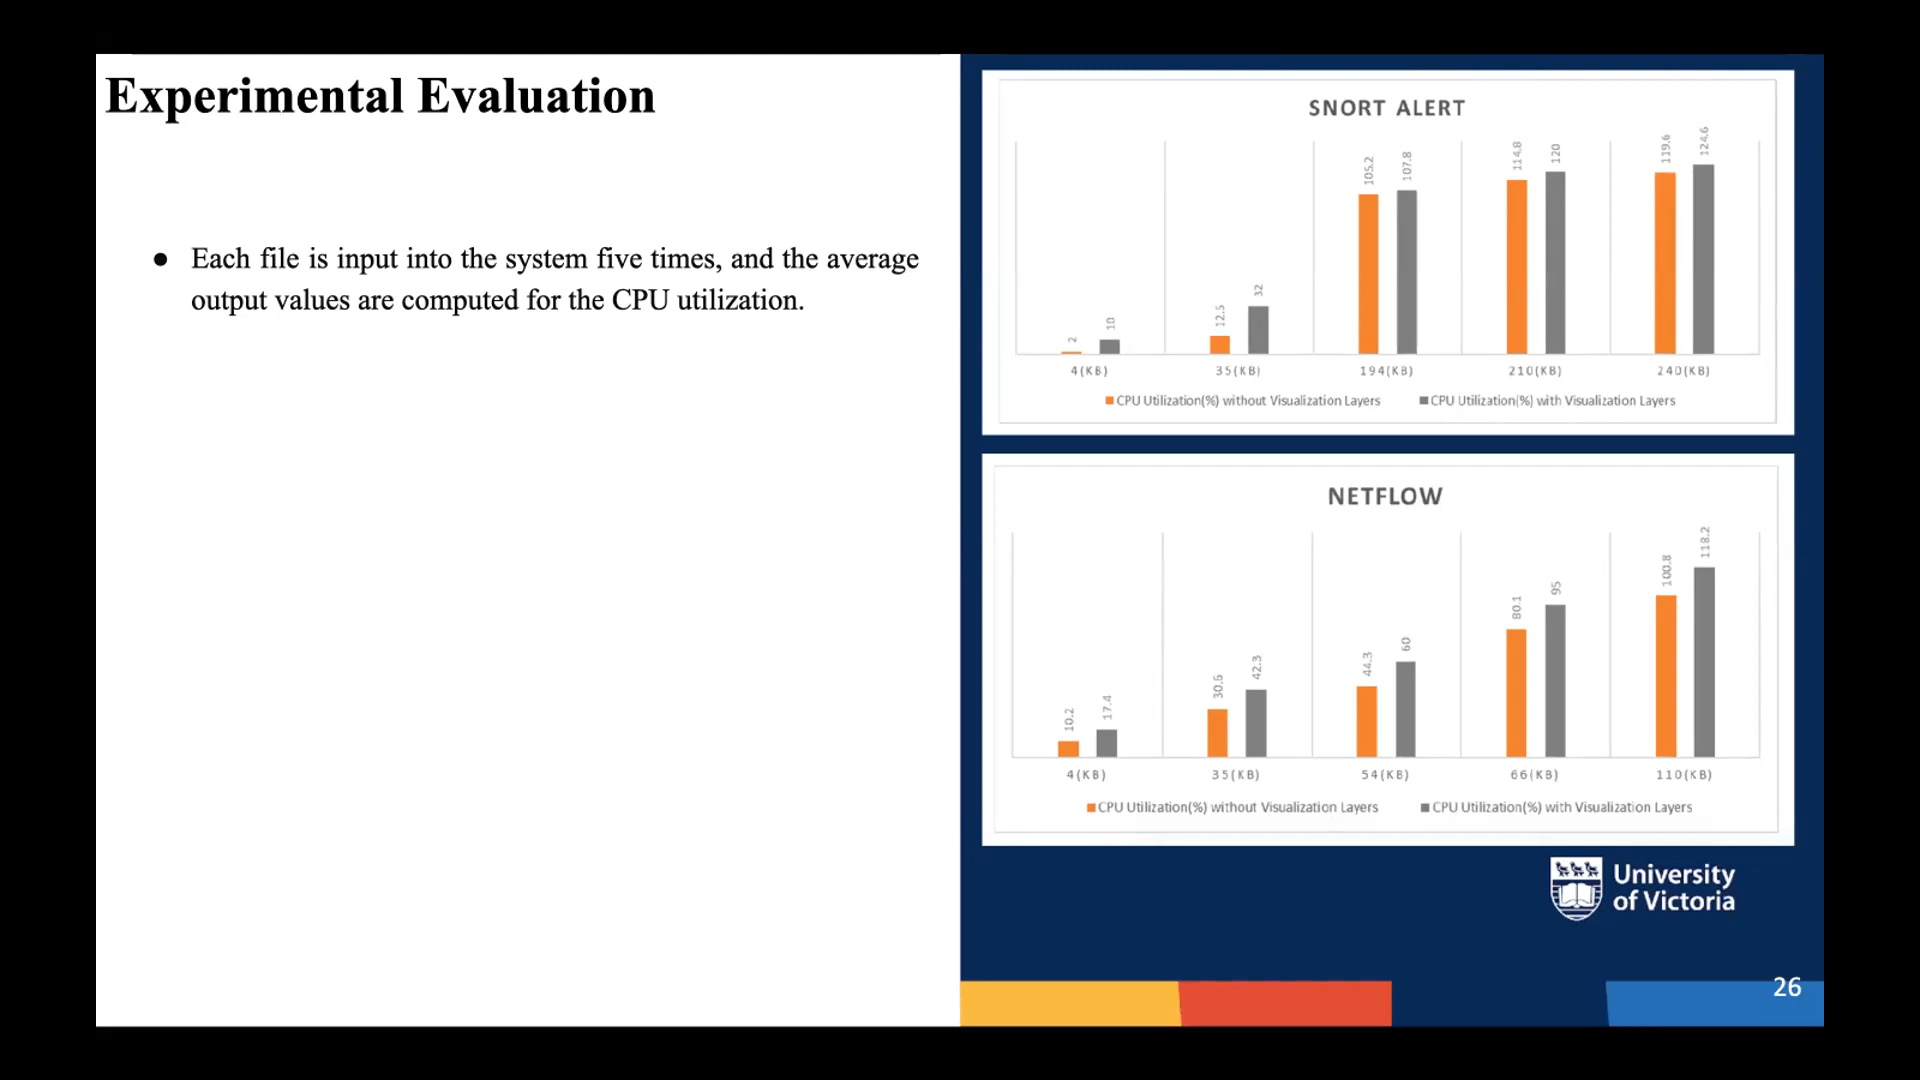 Experimental Evaluation
● Each file is input into the system five times, and the average
output values are computed for the CPU utilization.
SNORT ALERT
2
10
12.5
32
105.2
107.8
114.8
120
119.6
124.6
4(KB) 35(KB) 194(KB) 210(KB) 240(KB)
CPU Utilization(%) without Visualization Layers CPU Utilization(%) with Visualization Layers
NETFLOW
10.2
17.4
30.6
42.3
44.3
60
80.1
95
100.8
118.2
4(KB) 35(KB) 54(KB) 66(KB) 110(KB)
CPU Utilization(%) without Visualization Layers CPU Utilization(%) with Visualization Layers
University
of Victoria
26